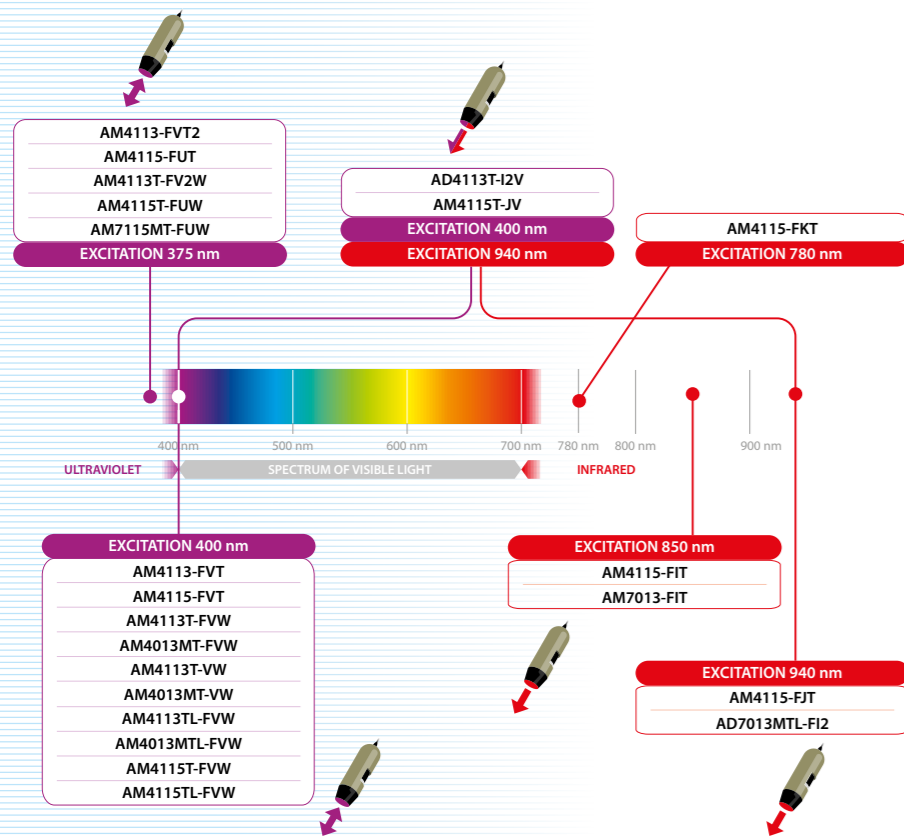 AM4113-FVT2
AM4115-FUT
AM4113T-FV2W
AM4115T-FUW
AM7115MT-FUW
EXCITATION 375 nm
AD4113T-I2V
AM4115T-JV
EXCITATION 400 nm
EXCITATION 940 nm
AM4115-FKT
EXCITATION 780 nm
400 nm
500 nm
600 nm
700 nm
780 nm
800 nm
900 nm
ULTRAVIOLET
SPECTRUM OF VISIBLE LIGHT
INFRARED
EXCITATION 400 nm
AM4113-FVT
AM4115-FVT
AM4113T-FVW
AM4013MT-FVW
AM4113T-VW
AM4013MT-VW
AM4113TL-FVW
AM4013MTL-FVW
AM4115T-FVW
AM4115TL-FVW
EXCITATION 850 nm
AM4115-FIT
AM7013-FIT
EXCITATION 940 nm
AM4115-FJT
AD7013MTL-FI2